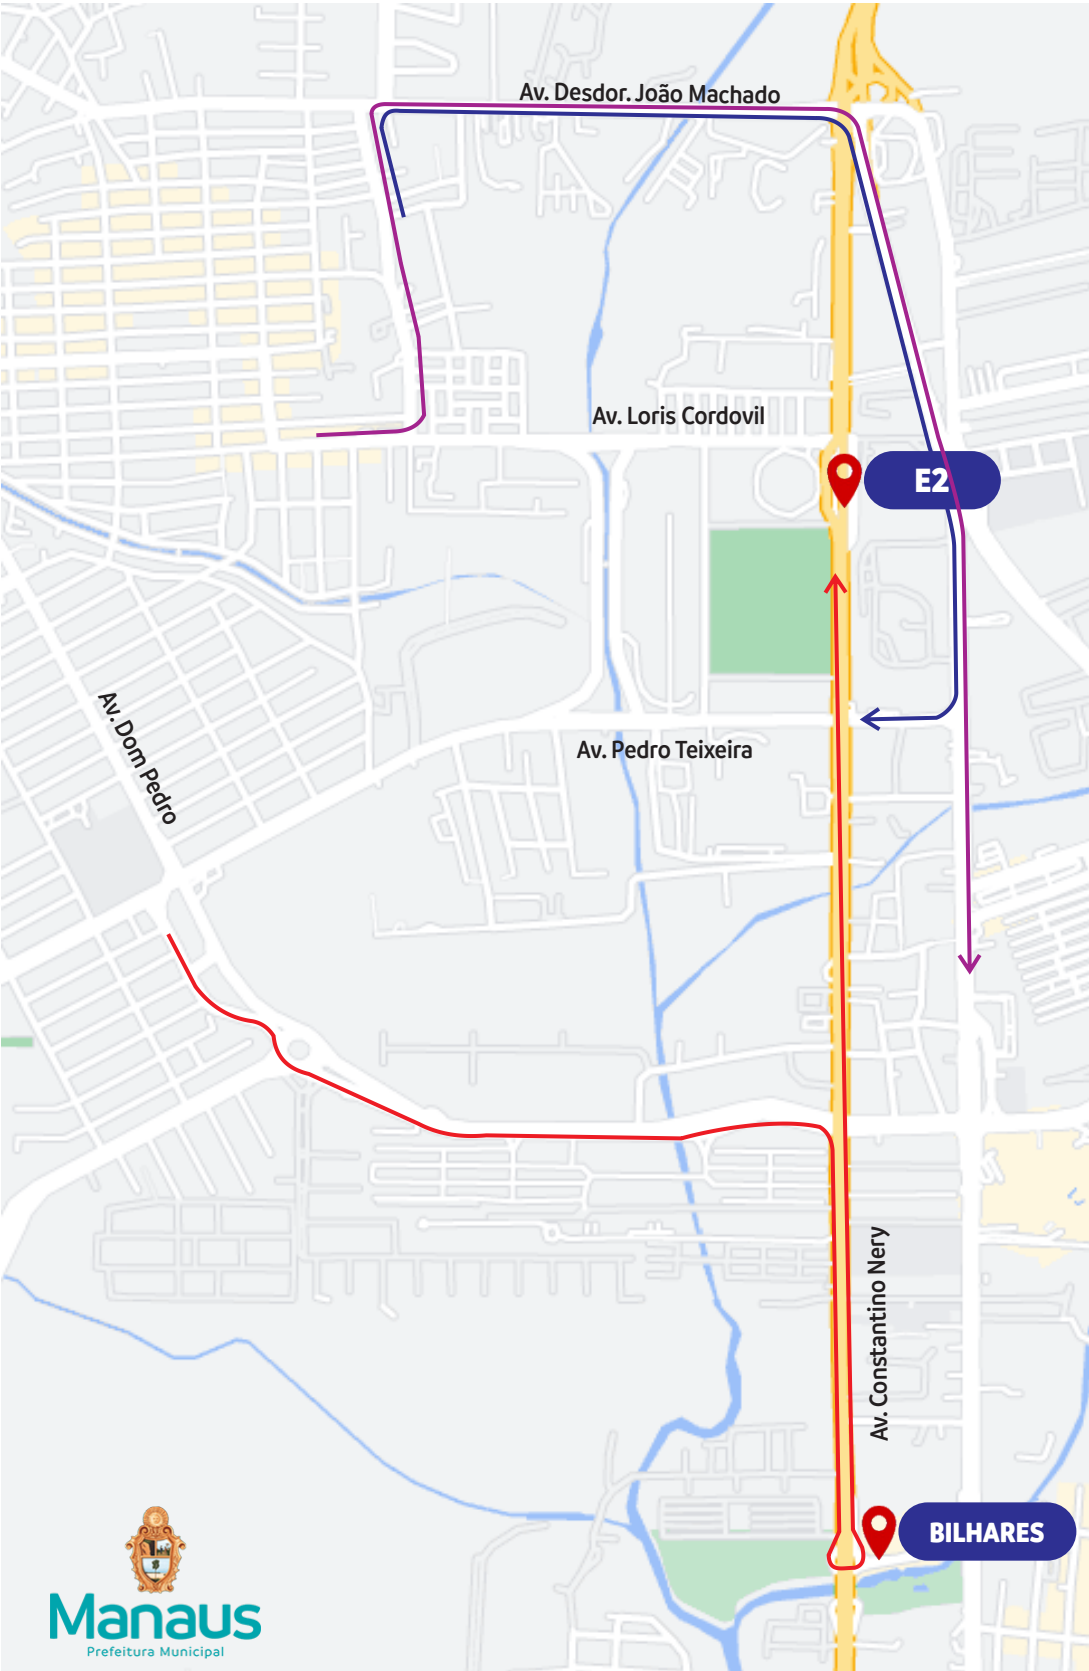 Av. Desdor. João Machado
Av. Loris Cordovil
E2
Av. Dom Pedro
Av. Pedro Teixeira
Av. Constantino Nery
BILHARES
Manaus
Prefeitura Municipal